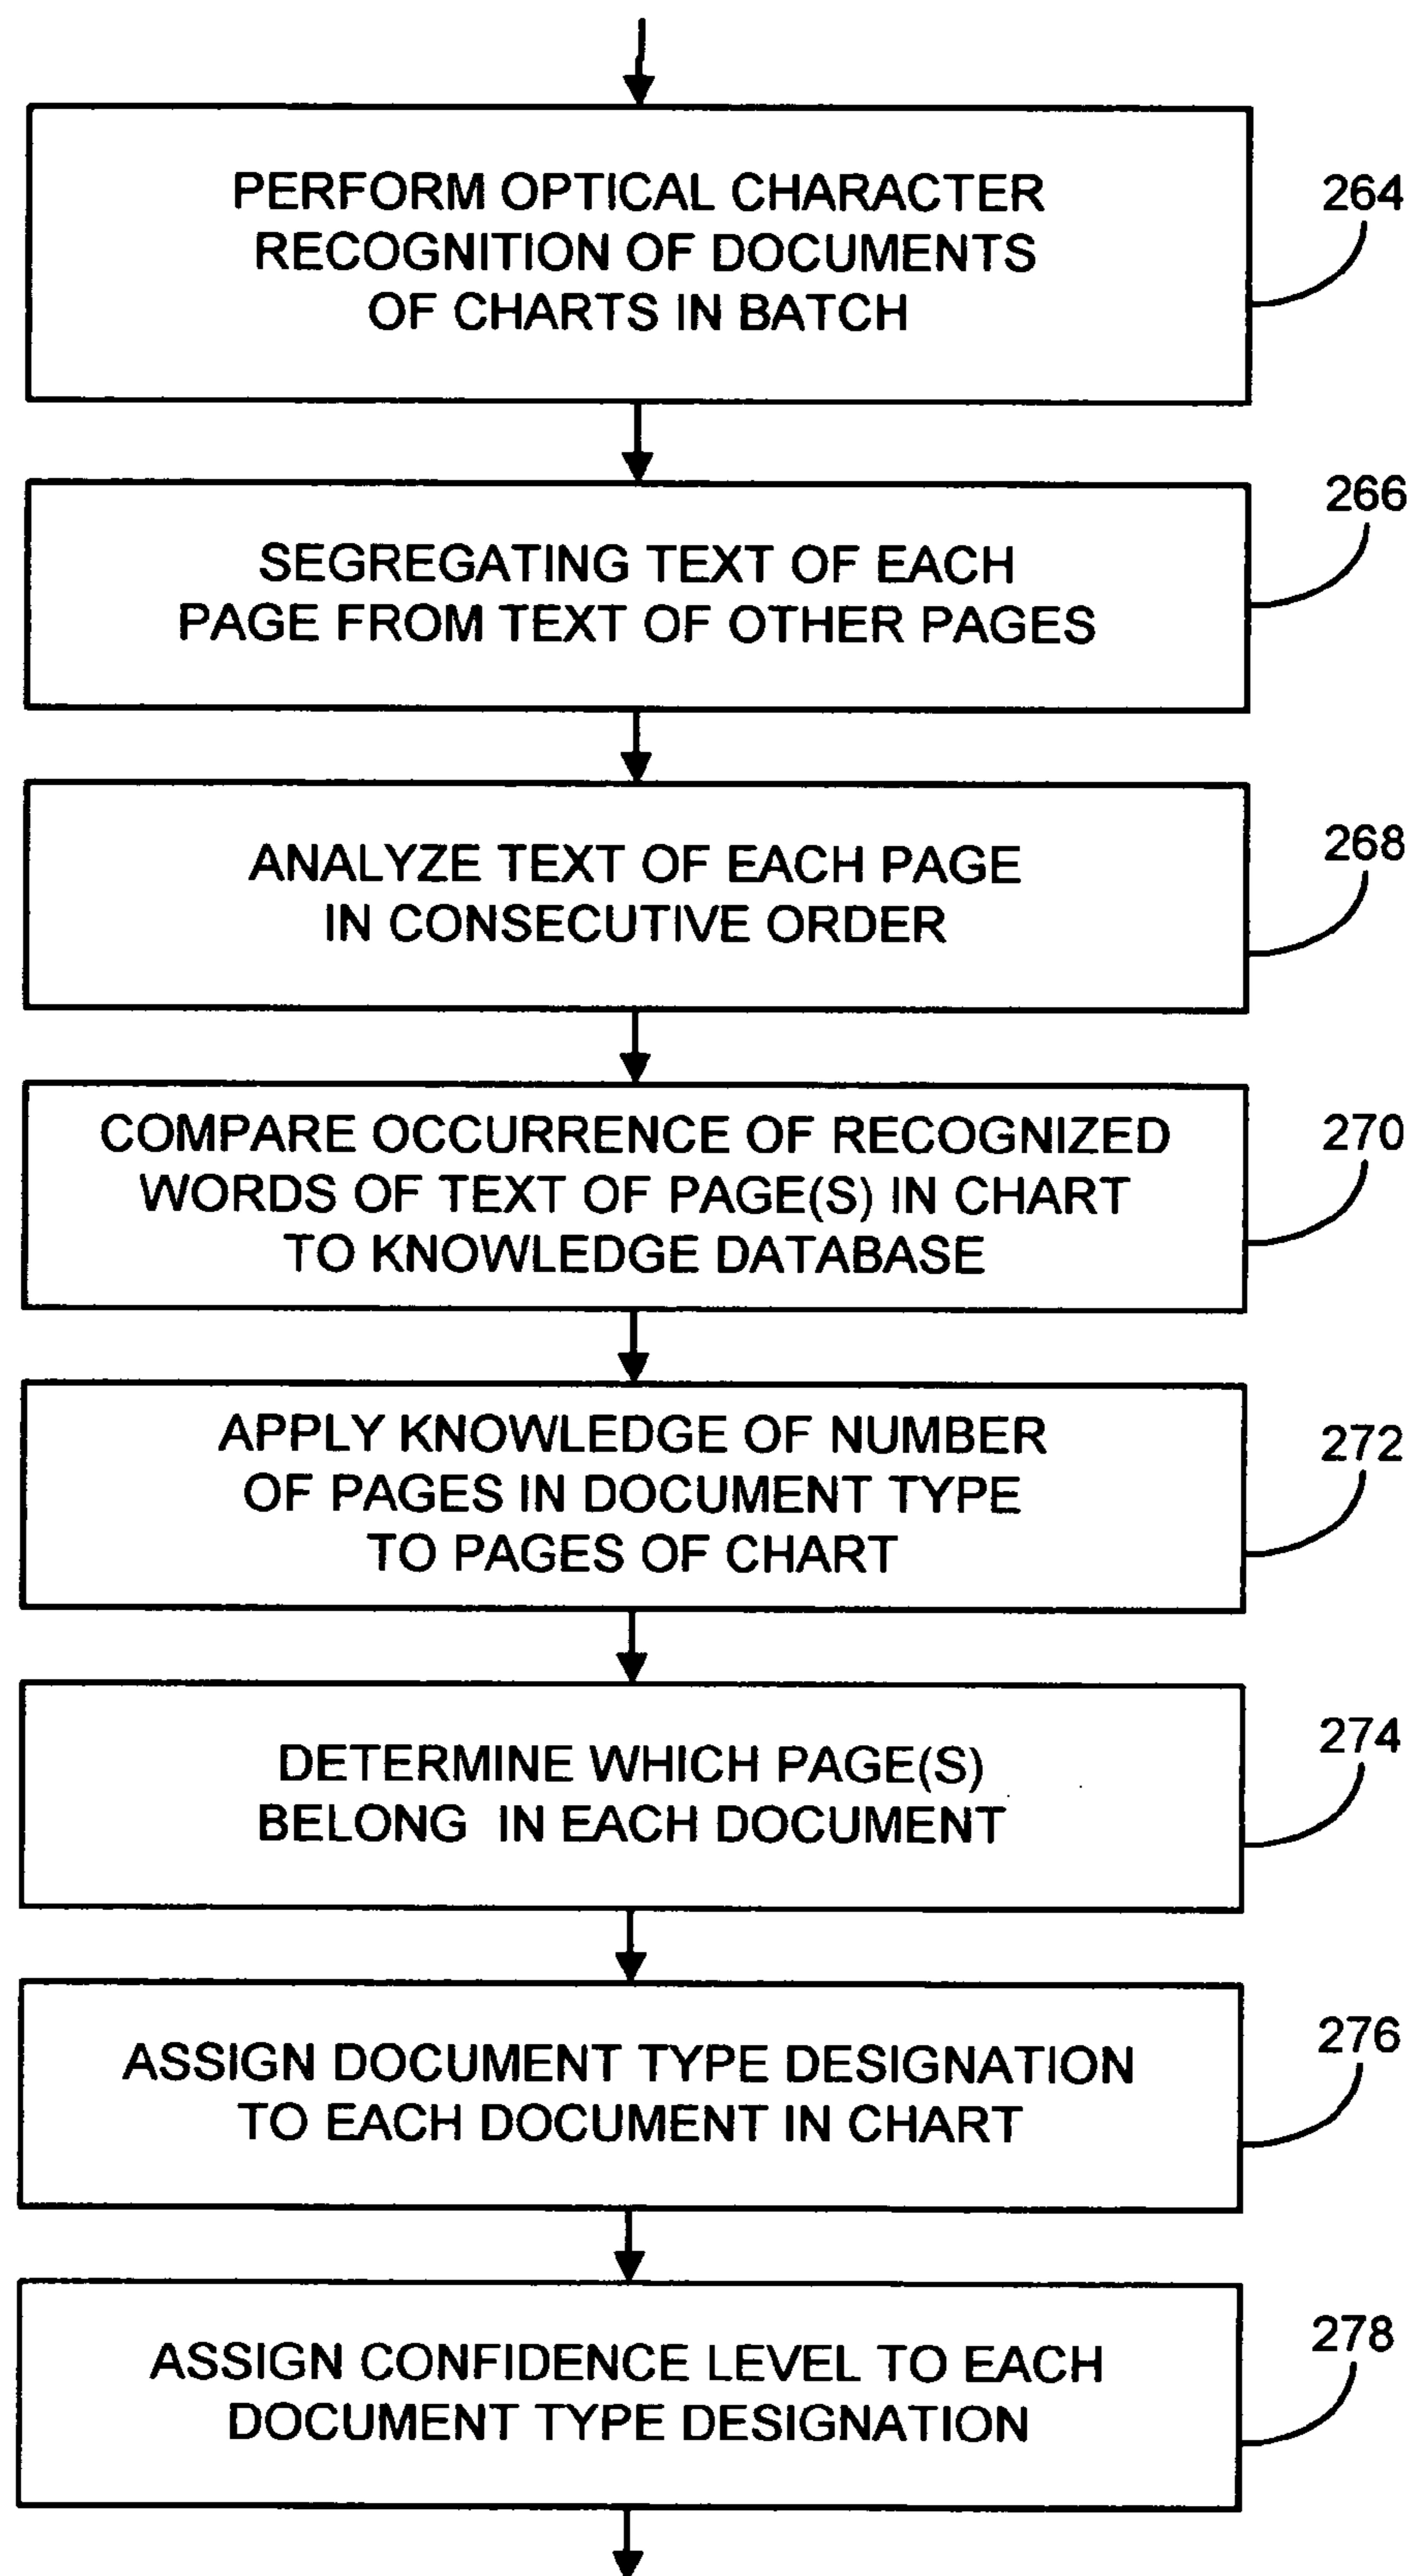 PERFORM OPTICAL CHARACTER
RECOGNITION OF DOCUMENTS
OF CHARTS IN BATCH
264
SEGREGATING TEXT OF EACH
PAGE FROM TEXT OF OTHER PAGES
266
ANALYZE TEXT OF EACH PAGE
IN CONSECUTIVE ORDER
268
COMPARE OCCURRENCE OF RECOGNIZED
WORDS OF TEXT OF PAGE(S) IN CHART
TO KNOWLEDGE DATABASE
270
APPLY KNOWLEDGE OF NUMBER
OF PAGES IN DOCUMENT TYPE
TO PAGES OF CHART
272
DETERMINE WHICH PAGE(S)
BELONG IN EACH DOCUMENT
274
ASSIGN DOCUMENT TYPE DESIGNATION
TO EACH DOCUMENT IN CHART
276
ASSIGN CONFIDENCE LEVEL TO EACH
DOCUMENT TYPE DESIGNATION
278